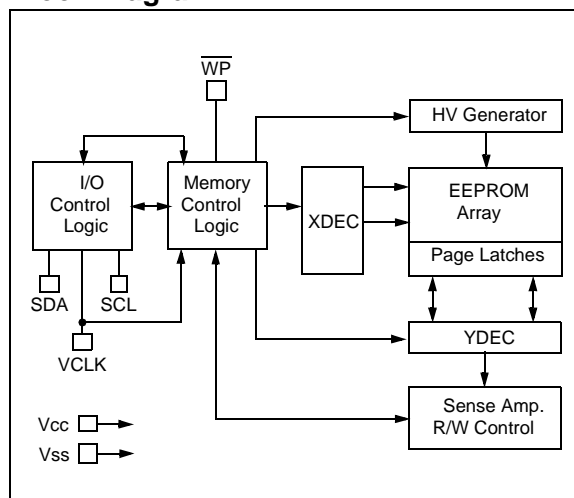 WP
HV Generator
I/O
Control
Logic
Memory
Control
Logic
XDEC
EEPROM
Array
Page Latches
SDA
SCL
VCLK
YDEC
Sense Amp.
R/W Control
Vcc
Vss